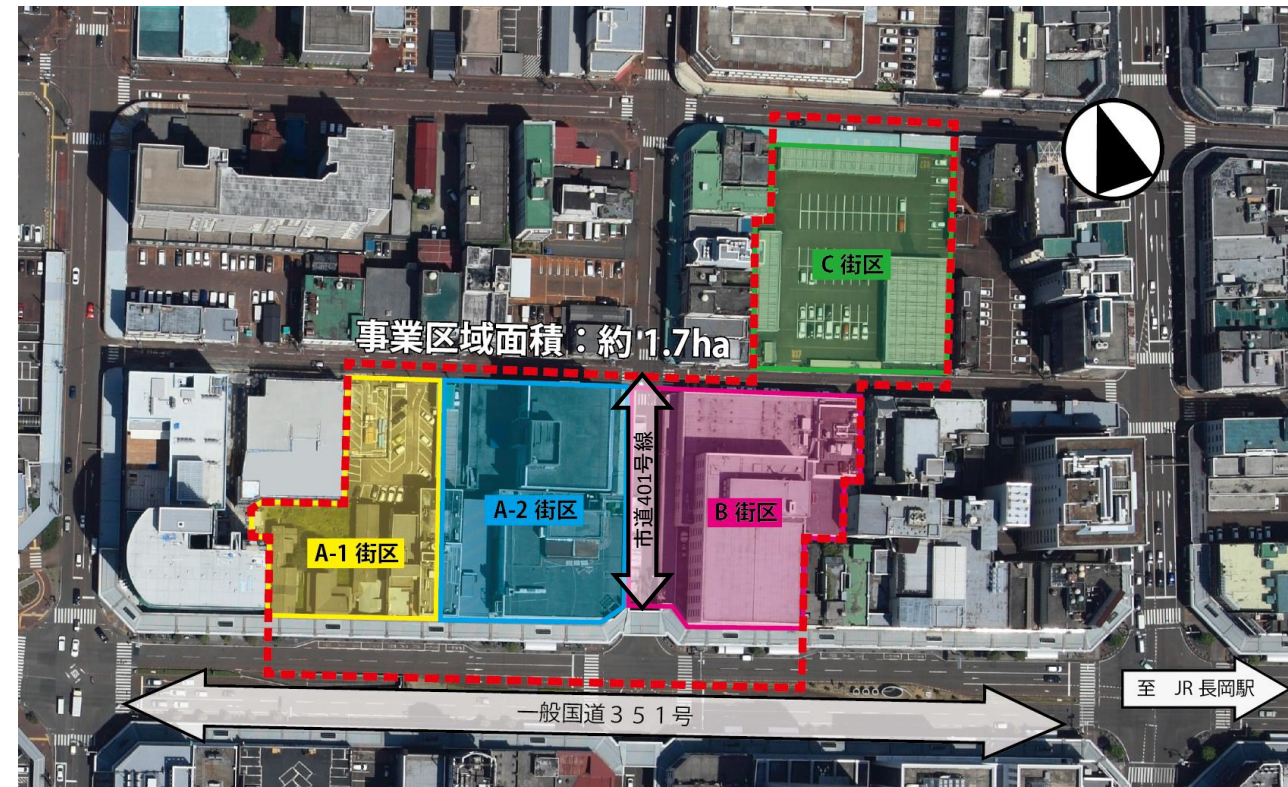 C 街区
事業区域面積：約 1.7ha
A-1 街区
A-2 街区
市道401号線
B 街区
至 JR 長岡駅
一般国道３５１号